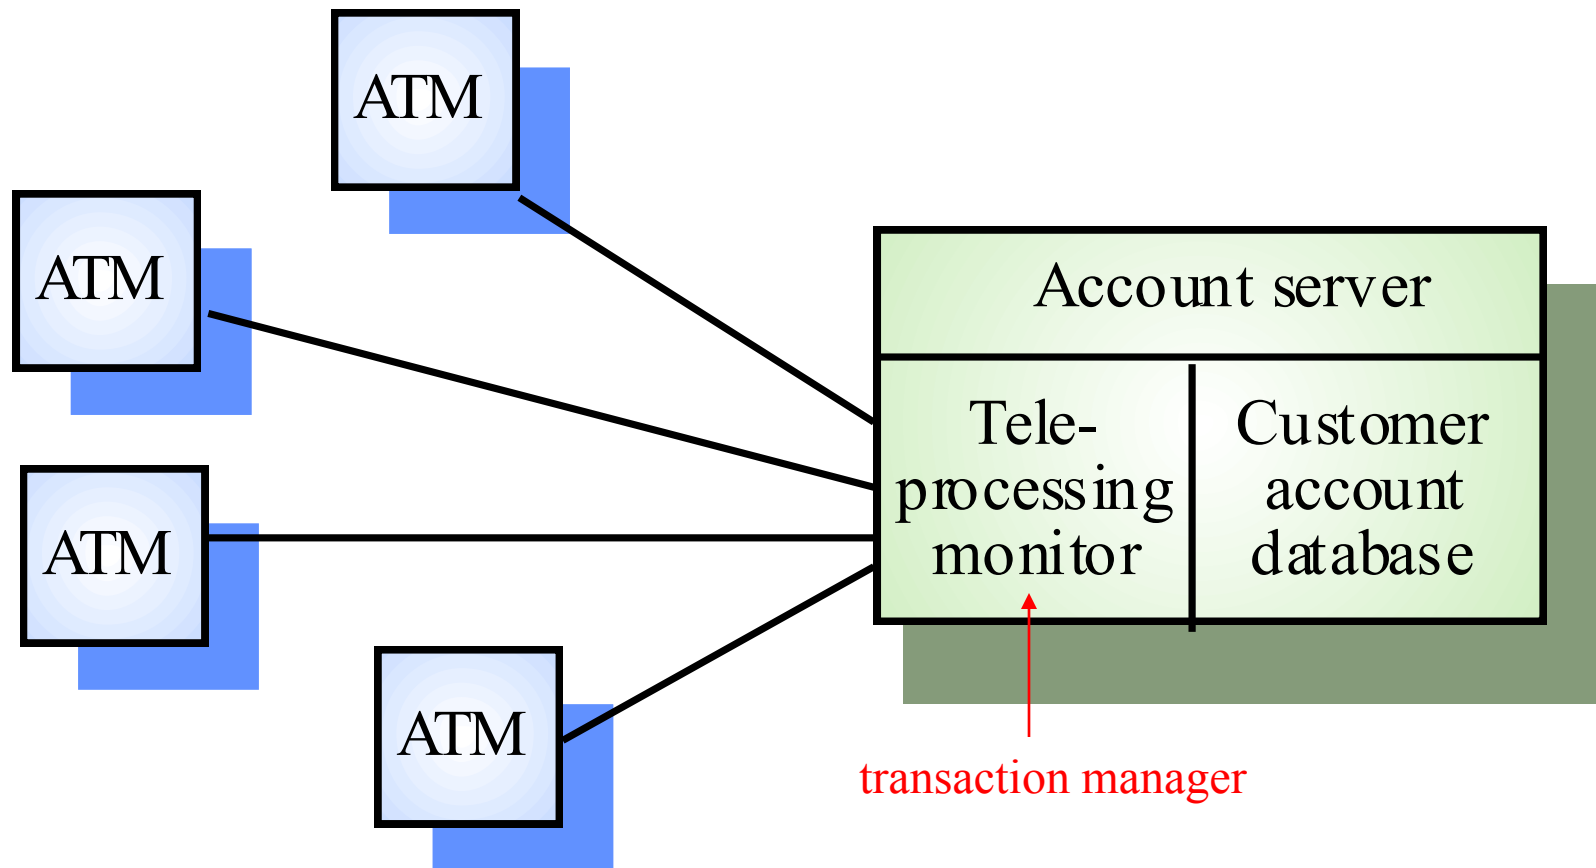 ATM
ATM
ATM
ATM
Account server
Tele-
processing
monitor
Customer
account
database
transaction manager